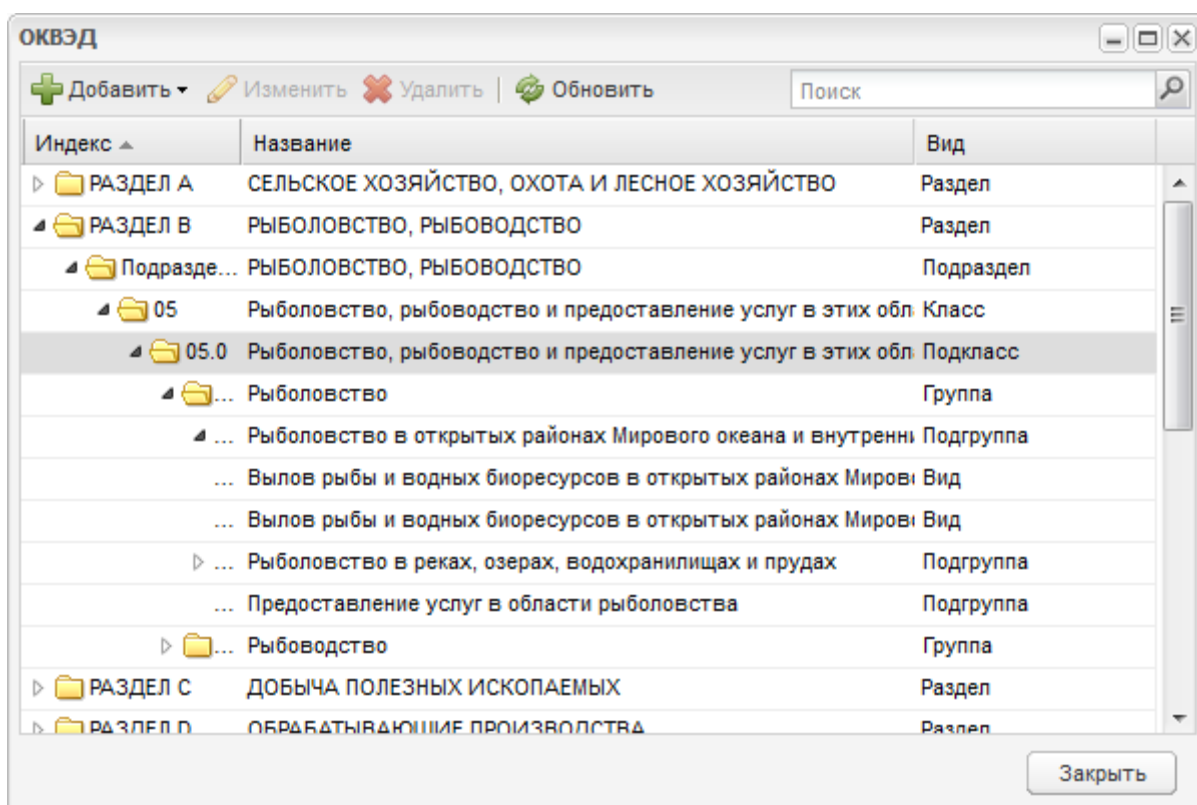 ОКВЭД
Добавить Изменить Удалить Обновить Поиск
Индекс Название Вид
РАЗДЕЛ A СЕЛЬСКОЕ ХОЗЯЙСТВО, ОХОТА И ЛЕСНОЕ ХОЗЯЙСТВО Раздел
РАЗДЕЛ B РЫБОЛОВСТВО, РЫБОВОДСТВО Раздел
Подразде... РЫБОЛОВСТВО, РЫБОВОДСТВО Подраздел
05 Рыболовство, рыбоводство и предоставление услуг в этих обл Класс
05.0 Рыболовство, рыбоводство и предоставление услуг в этих обл Подкласс
... Рыболовство Группа
... Рыболовство в открытых районах Мирового океана и внутренн Подгруппа
... Вылов рыбы и водных биоресурсов в открытых районах Миров Вид
... Вылов рыбы и водных биоресурсов в открытых районах Миров Вид
... Рыболовство в реках, озерах, водохранилищах и прудах Подгруппа
... Предоставление услуг в области рыболовства Подгруппа
... Рыбоводство Группа
РАЗДЕЛ C ДОБЫЧА ПОЛЕЗНЫХ ИСКОПАЕМЫХ Раздел
РАЗДЕЛ D ОБРАБАТЫВАЮЩИЕ ПРОИЗВОДСТВА Раздел
Закрыть